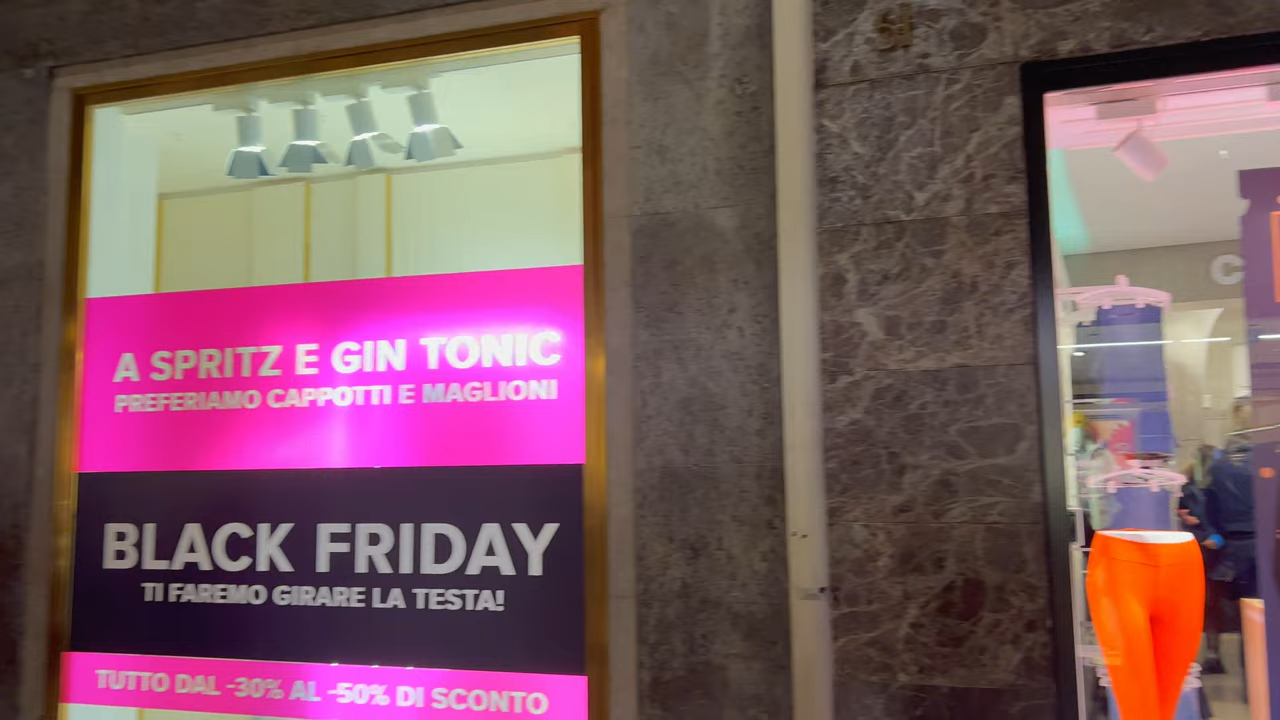 A SPRITZ E GIN TONIC
PREFERIAMO CAPPOTTI E MAGLIONI
BLACK FRIDAY
TI FAREMO GIRARE LA TESTA!
TUTTO DAL -30% AL -50% DI SCONTO
C